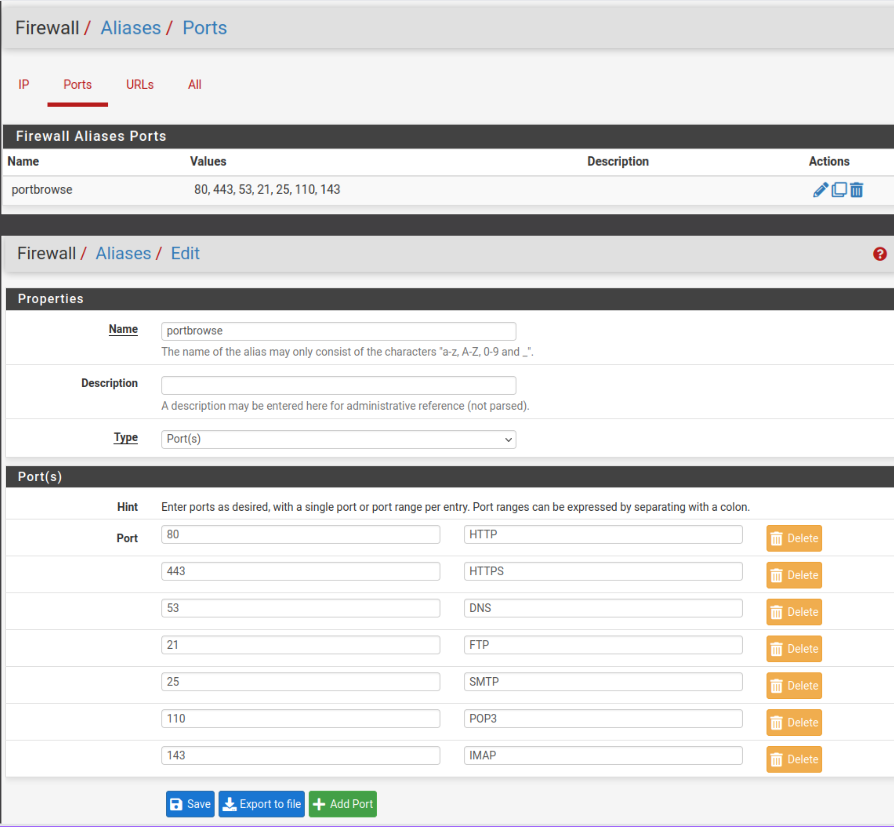 Firewall / Aliases / Ports
IP Ports URLs All
Firewall Aliases Ports
Name Values Description Actions
portbrowse 80, 443, 53, 21, 25, 110, 143
Firewall / Aliases / Edit ?
Properties
Name portbrowse
The name of the alias may only consist of the characters "a-z, A-Z, 0-9 and _".
Description
A description may be entered here for administrative reference (not parsed).
Type Port(s)
Port(s)
Hint Enter ports as desired, with a single port or port range per entry. Port ranges can be expressed by separating with a colon.
Port 80 HTTP Delete
443 HTTPS Delete
53 DNS Delete
21 FTP Delete
25 SMTP Delete
110 POP3 Delete
143 IMAP Delete
Save Export to file Add Port